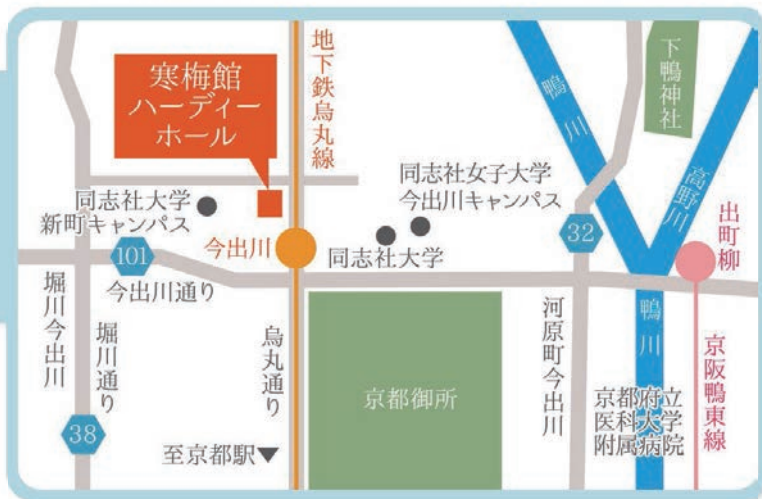 寒梅館
ハーディー
ホール
地下鉄烏丸線
鴨川
下鴨神社
高野川
同志社大学
新町キャンパス
同志社女子大学
今出川キャンパス
同志社大学
今出川
32
出町柳
101
今出川通り
堀川今出川
堀川通り
38
烏丸通り
至京都駅▼
京都御所
河原町今出川
鴨川
京都府立
医科大学
附属病院
京阪鴨東線